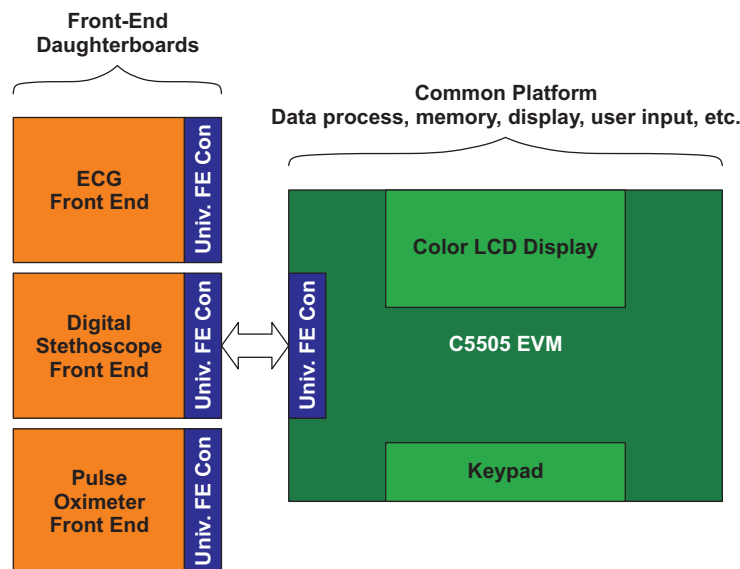 Front-End
Daughterboards
ECG
Front End
Univ. FE Con
Digital
Stethoscope
Front End
Univ. FE Con
Pulse
Oximeter
Front End
Univ. FE Con
Common Platform
Data process, memory, display, user input, etc.
Color LCD Display
Univ. FE Con
C5505 EVM
Keypad